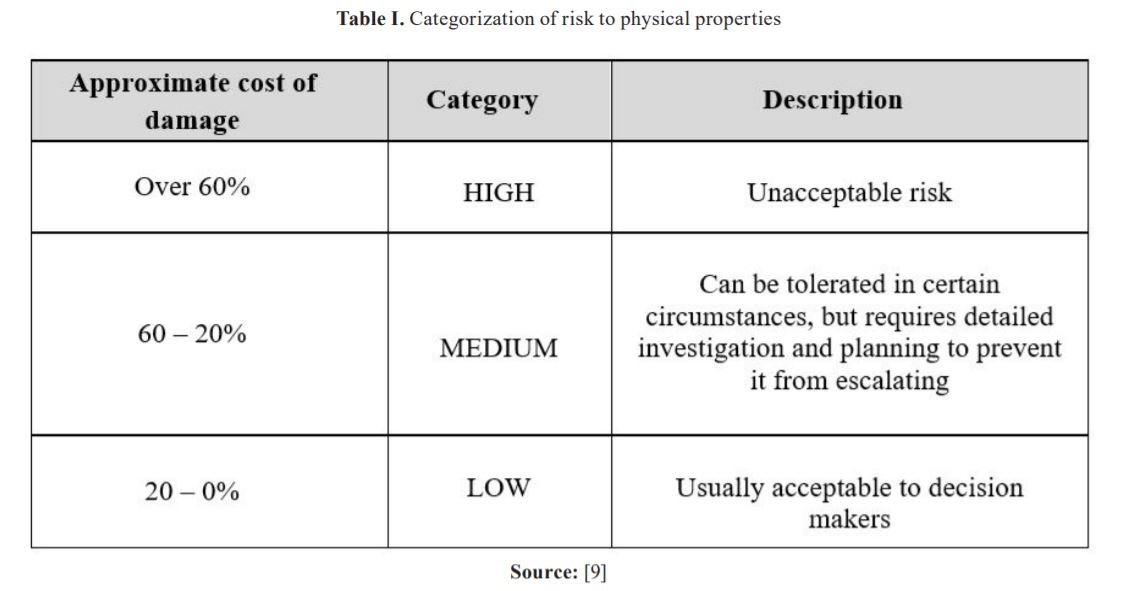 Table I. Categorization of risk to physical properties
Approximate cost of
damage
Category
Description
Over 60%
HIGH
Unacceptable risk
60 – 20%
MEDIUM
Can be tolerated in certain
circumstances, but requires detailed
investigation and planning to prevent
it from escalating
20 – 0%
LOW
Usually acceptable to decision
makers
Source: [9]